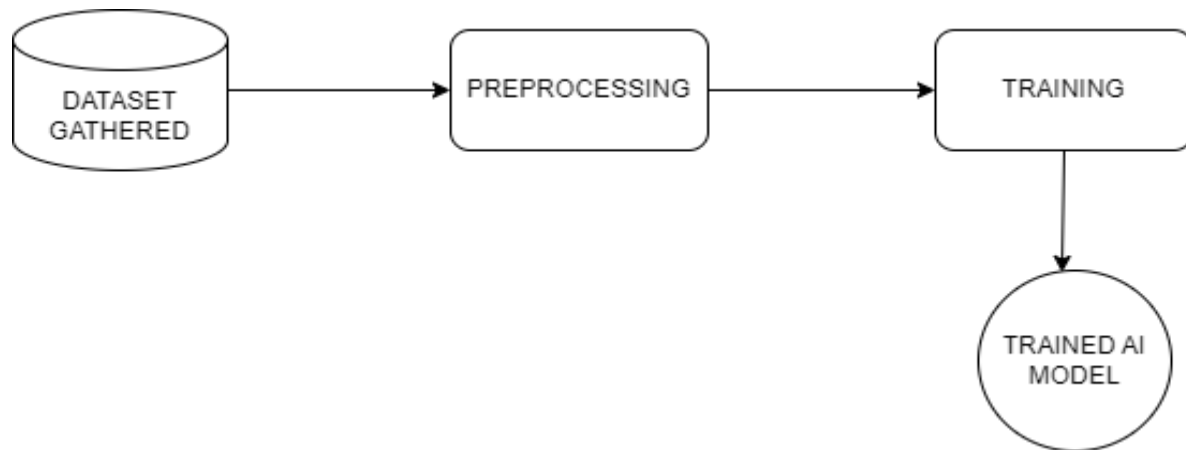 DATASET
GATHERED
PREPROCESSING
TRAINING
TRAINED AI
MODEL